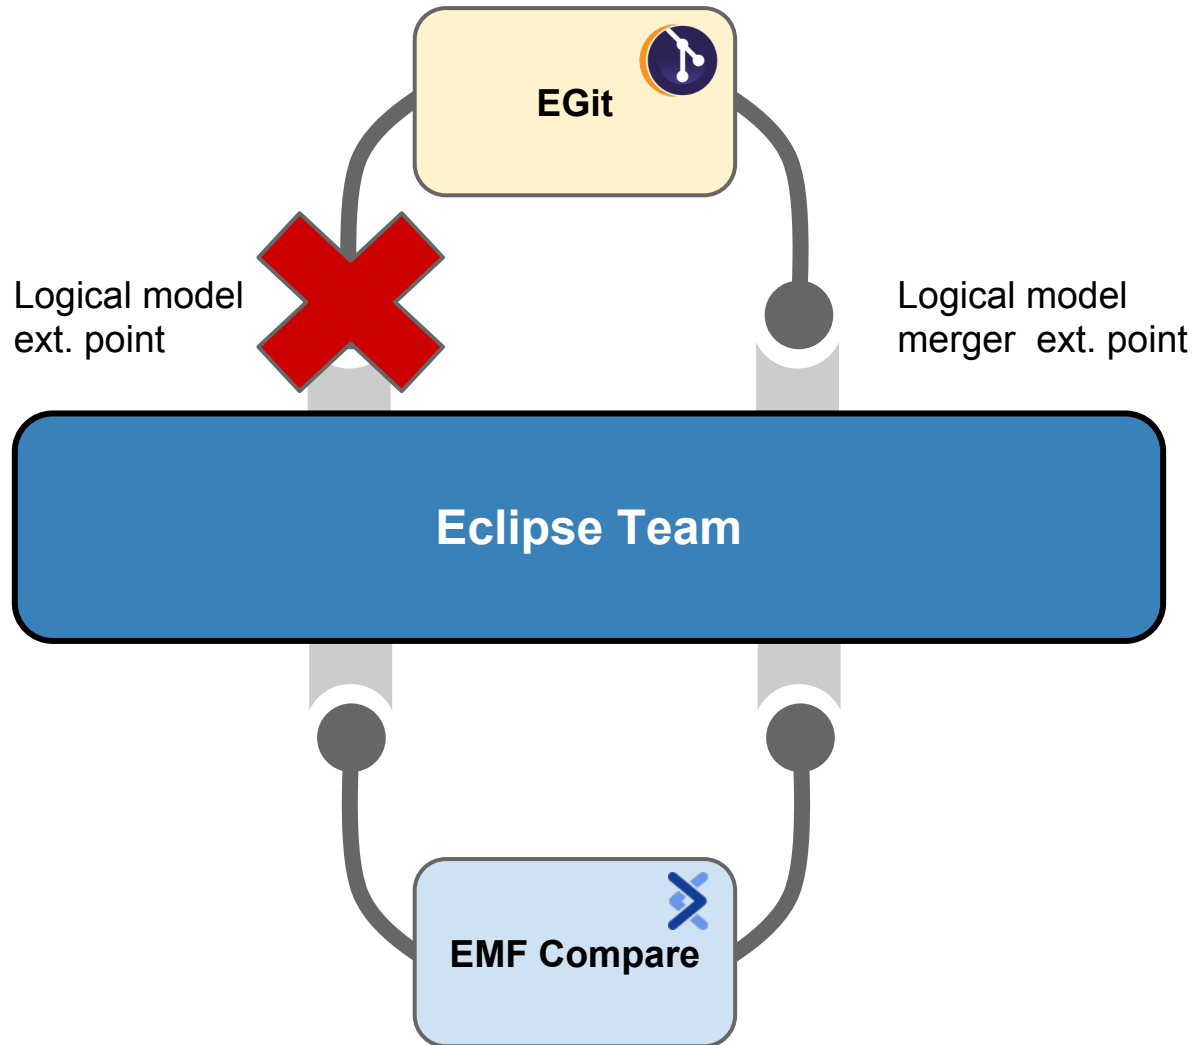 EGit
Logical model
ext. point
Logical model
merger  ext. point
Eclipse Team
EMF Compare